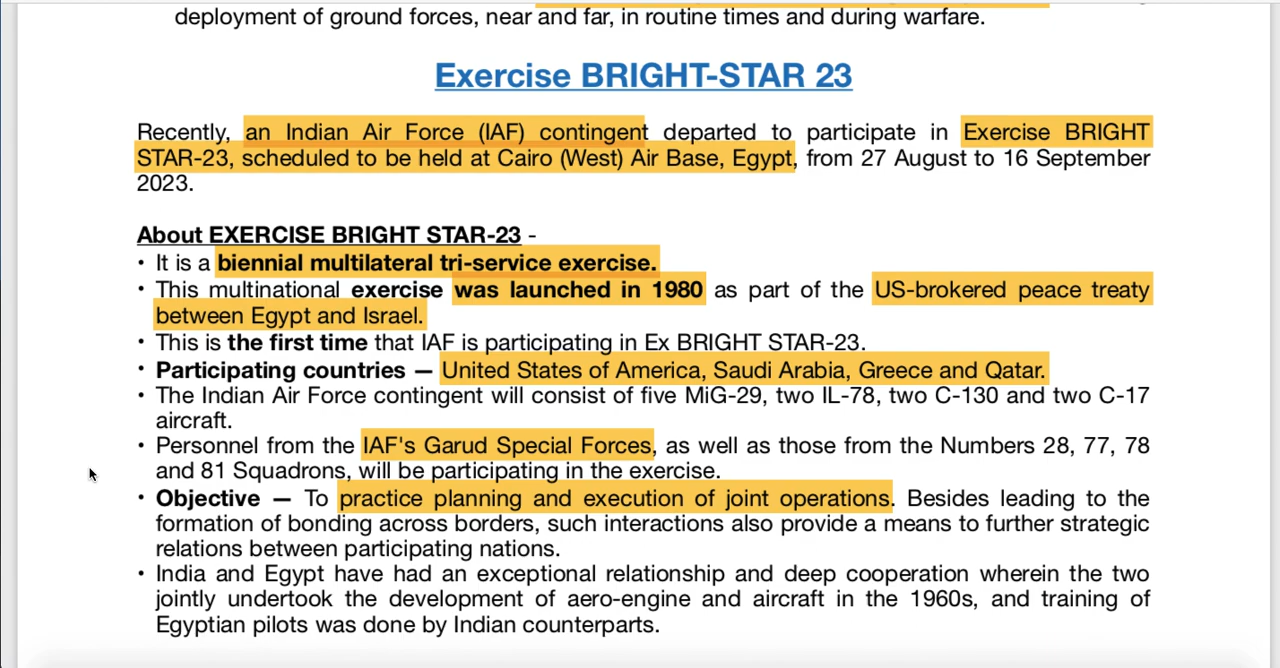 deployment of ground forces, near and far, in routine times and during warfare.
Exercise BRIGHT-STAR 23
Recently, an Indian Air Force (IAF) contingent departed to participate in Exercise BRIGHT
STAR-23, scheduled to be held at Cairo (West) Air Base, Egypt, from 27 August to 16 September
2023.
About EXERCISE BRIGHT STAR-23 -
• It is a biennial multilateral tri-service exercise.
• This multinational exercise was launched in 1980 as part of the US-brokered peace treaty
between Egypt and Israel.
• This is the first time that IAF is participating in Ex BRIGHT STAR-23.
• Participating countries — United States of America, Saudi Arabia, Greece and Qatar.
• The Indian Air Force contingent will consist of five MiG-29, two IL-78, two C-130 and two C-17
aircraft.
• Personnel from the IAF's Garud Special Forces, as well as those from the Numbers 28, 77, 78
and 81 Squadrons, will be participating in the exercise.
• Objective — To practice planning and execution of joint operations. Besides leading to the
formation of bonding across borders, such interactions also provide a means to further strategic
relations between participating nations.
• India and Egypt have had an exceptional relationship and deep cooperation wherein the two
jointly undertook the development of aero-engine and aircraft in the 1960s, and training of
Egyptian pilots was done by Indian counterparts.